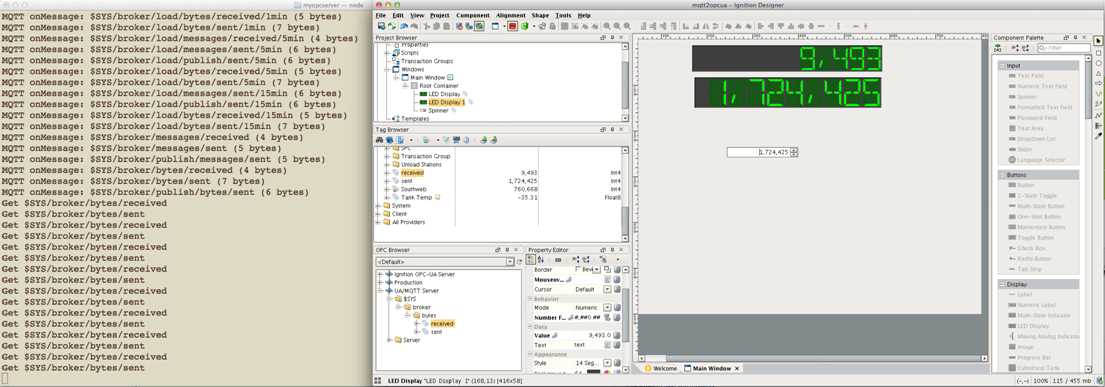 myopcserver — node
MQTT onMessage: $SYS/broker/load/bytes/received/1min (5 bytes)
MQTT onMessage: $SYS/broker/load/bytes/sent/1min (7 bytes)
MQTT onMessage: $SYS/broker/load/messages/received/5min (4 bytes)
MQTT onMessage: $SYS/broker/load/messages/sent/5min (6 bytes)
MQTT onMessage: $SYS/broker/load/publish/sent/5min (6 bytes)
MQTT onMessage: $SYS/broker/load/bytes/received/5min (5 bytes)
MQTT onMessage: $SYS/broker/load/bytes/sent/5min (7 bytes)
MQTT onMessage: $SYS/broker/load/messages/sent/15min (6 bytes)
MQTT onMessage: $SYS/broker/load/publish/sent/15min (6 bytes)
MQTT onMessage: $SYS/broker/load/bytes/received/15min (5 bytes)
MQTT onMessage: $SYS/broker/load/bytes/sent/15min (7 bytes)
MQTT onMessage: $SYS/broker/messages/received (4 bytes)
MQTT onMessage: $SYS/broker/messages/sent (5 bytes)
MQTT onMessage: $SYS/broker/publish/messages/sent (5 bytes)
MQTT onMessage: $SYS/broker/bytes/received (4 bytes)
MQTT onMessage: $SYS/broker/bytes/sent (7 bytes)
MQTT onMessage: $SYS/broker/publish/bytes/sent (6 bytes)
Get $SYS/broker/bytes/received
Get $SYS/broker/bytes/sent
Get $SYS/broker/bytes/received
Get $SYS/broker/bytes/sent
Get $SYS/broker/bytes/received
Get $SYS/broker/bytes/sent
Get $SYS/broker/bytes/received
Get $SYS/broker/bytes/sent
Get $SYS/broker/bytes/received
Get $SYS/broker/bytes/sent
Get $SYS/broker/bytes/received
Get $SYS/broker/bytes/sent
Get $SYS/broker/bytes/received
Get $SYS/broker/bytes/sent
Get $SYS/broker/bytes/received
Get $SYS/broker/bytes/sent
mqtt2opcua – Ignition Designer
File Edit View Project Component Alignment Shape Tools Help
Project Browser
Properties
Scripts
Transaction Groups
Windows
Main Window
Root Container
LED Display
LED Display 1
Spinner
Templates
Tag Browser
SPC
Transaction Group
Unload Stations
received 9,493 Int4
sent 1,724,425 Int4
Southweb 760,668 Int4
Tank Temp -35.31 Float8
System
Client
All Providers
OPC Browser
<Default>
Ignition OPC-UA Server
Production
UA/MQTT Server
$SYS
broker
bytes
received
sent
Server
Property Editor
Border
Mouseov..
Cursor Default
Behavior
Mode Numeric
Number F... #,##0.##
Data
Value 9,493.0
Text text
Appearance
Style 14 Seg...
9,493
1,724,425
1,724,425
Welcome
Main Window
Component Palette
Filter
Input
Text Field
Numeric Text Field
Spinner
Formatted Text Field
Password Field
Text Area
Dropdown List
Slider
Language Selector
Buttons
Button
2-State Toggle
Multi-State Button
One-Shot Button
Momentary Button
Toggle Button
Check Box
Radio Button
Tab Strip
Display
Label
Numeric Label
Multi-State Indicator
LED Display
Moving Analog Indicator
Image
Progress Bar
Cylindrical Tank
LED Display "LED Display 1" (168,13) [416x58]
100% 115 / 455 mb